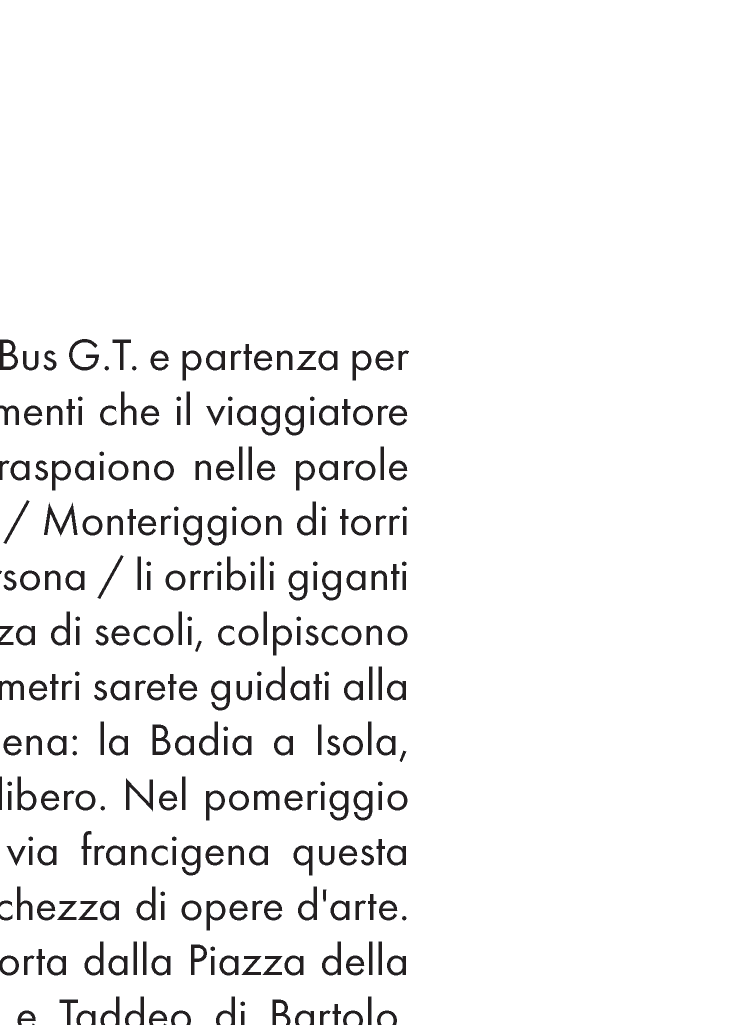 Bus G.T. e partenza per
menti che il viaggiatore
raspaiono nelle parole
/ Monteriggion di torri
rsona / li orribili giganti
za di secoli, colpiscono
metri sarete guidati alla
ena: la Badia a Isola,
libero. Nel pomeriggio
via francigena questa
chezza di opere d'arte.
orta dalla Piazza della
e Taddeo di Bartolo.